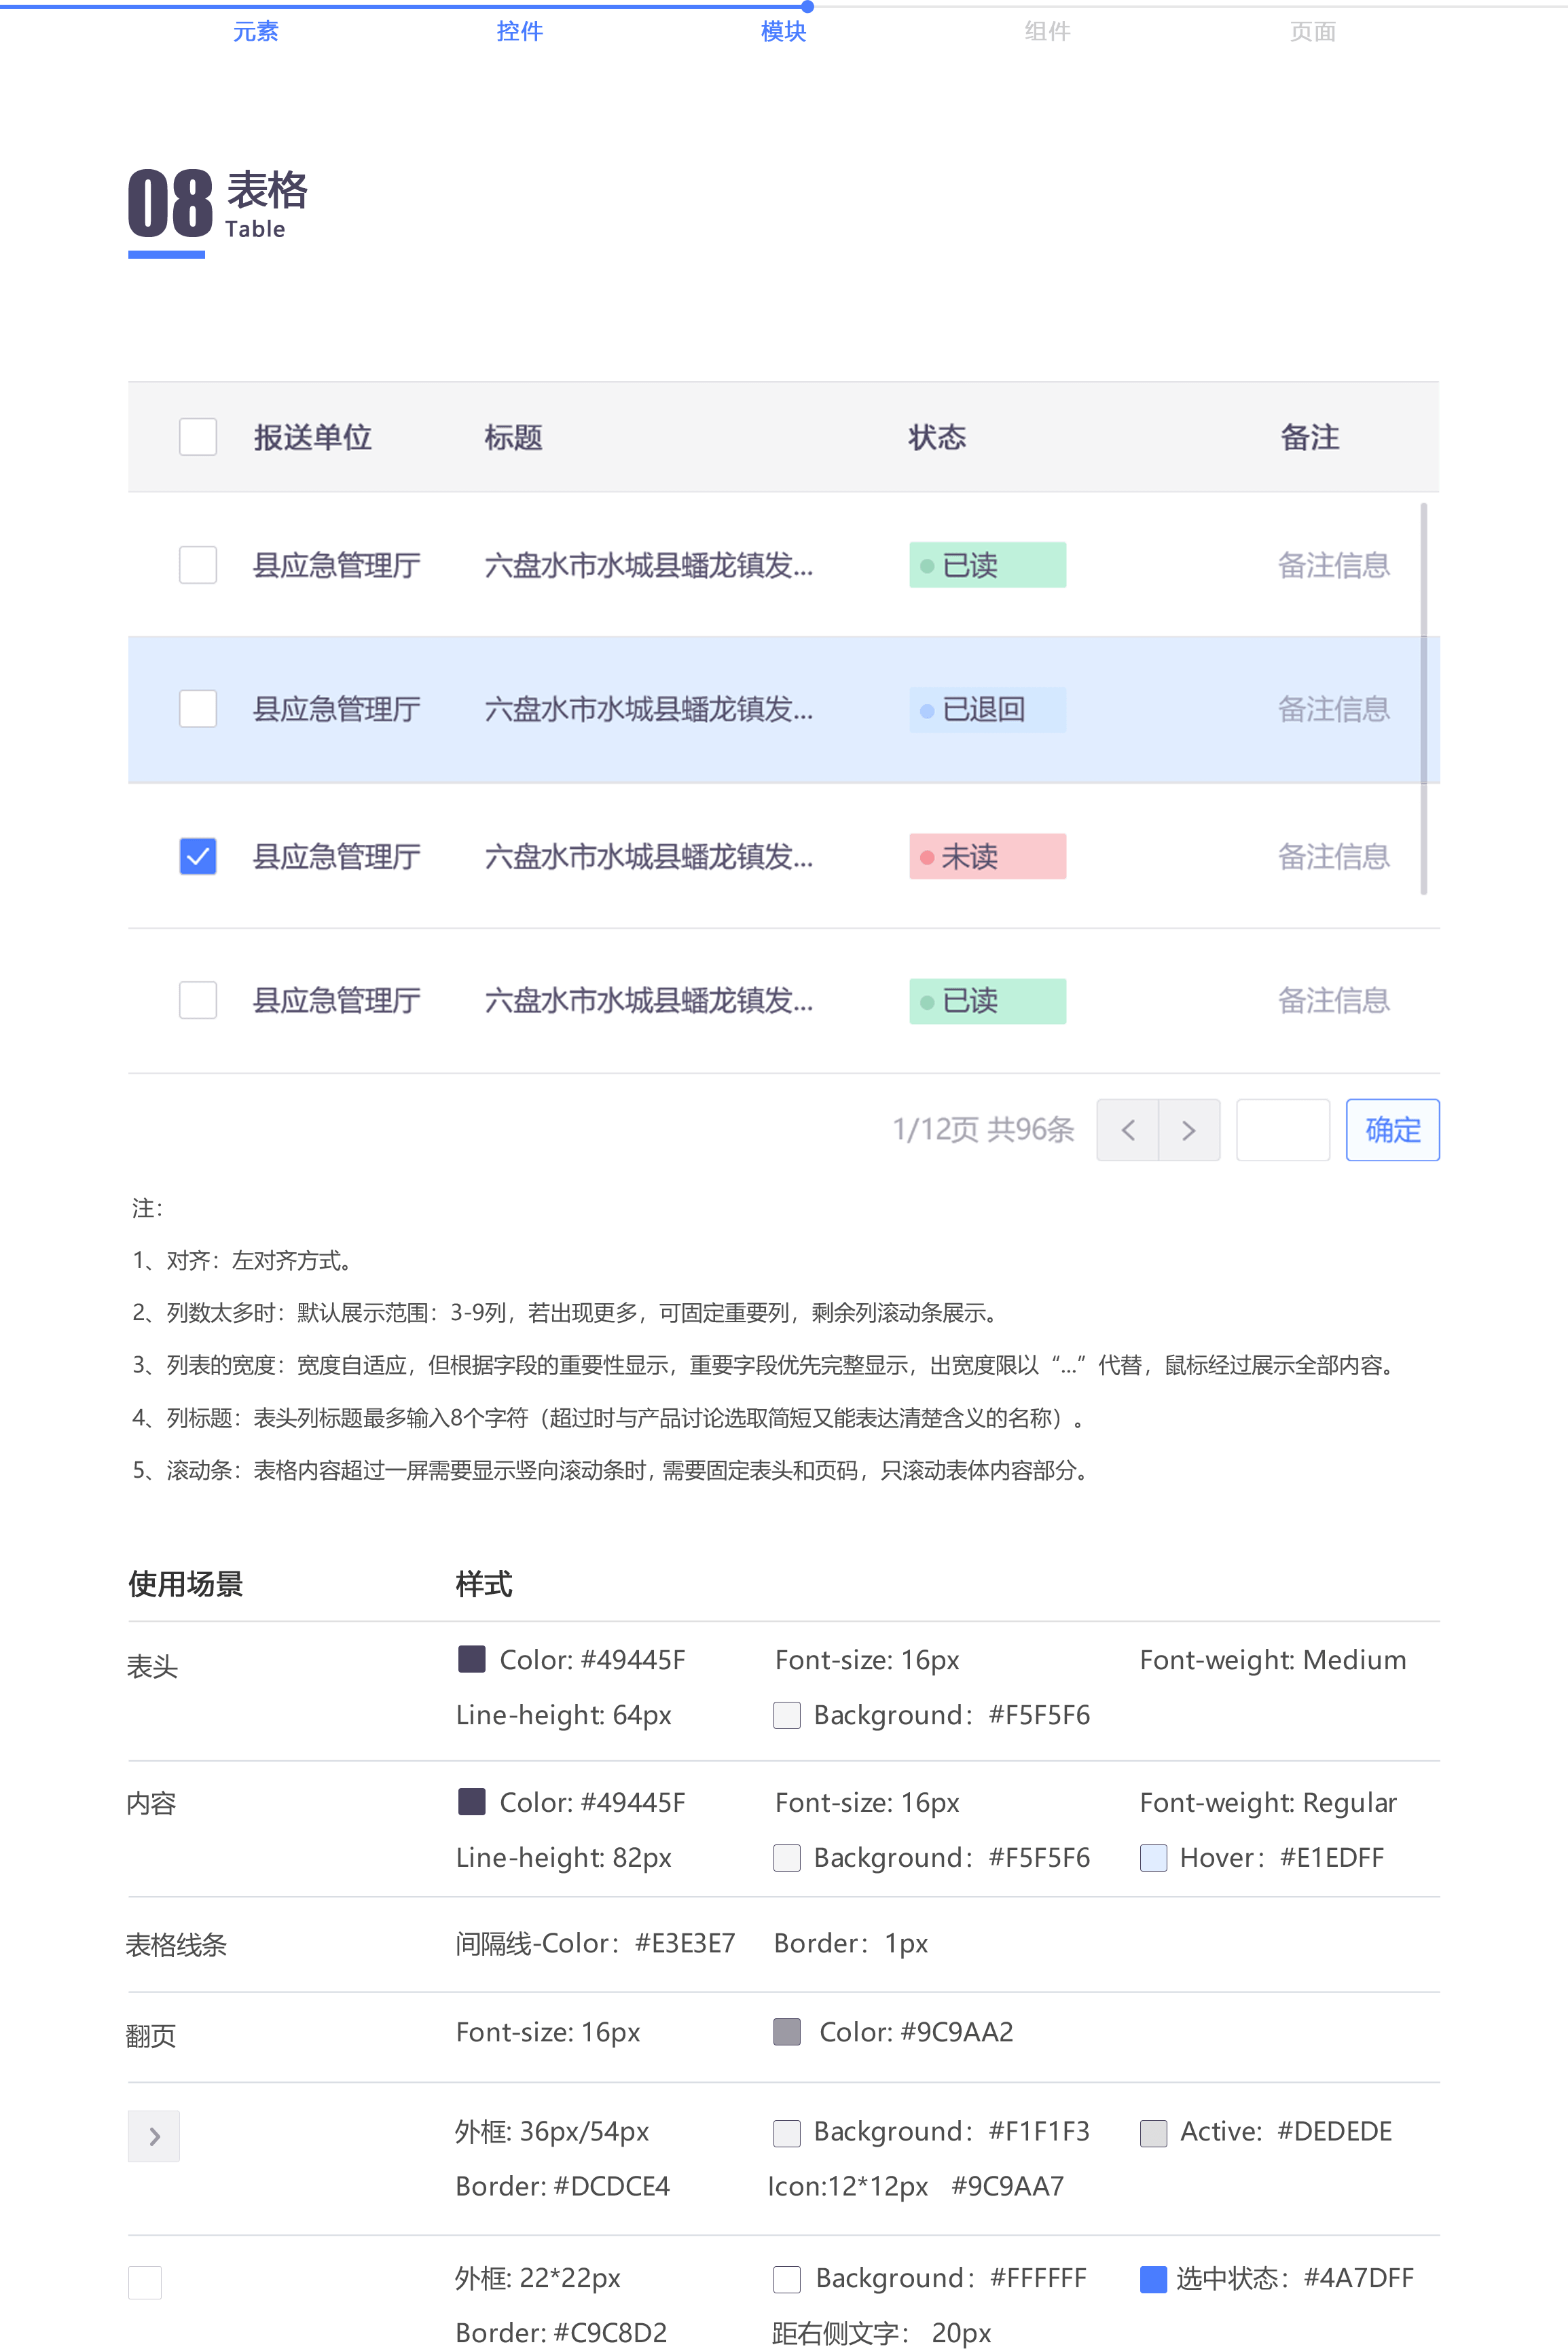 元素 控件 模块 组件 页面
08 表格
Table
报送单位 标题 状态 备注
县应急管理厅 六盘水市水城县蟠龙镇发... 已读 备注信息
县应急管理厅 六盘水市水城县蟠龙镇发... 已退回 备注信息
县应急管理厅 六盘水市水城县蟠龙镇发... 未读 备注信息
县应急管理厅 六盘水市水城县蟠龙镇发... 已读 备注信息
1/12页 共96条 < > 确定
注：
1、对齐：左对齐方式。
2、列数太多时：默认展示范围：3-9列，若出现更多，可固定重要列，剩余列滚动条展示。
3、列表的宽度：宽度自适应，但根据字段的重要性显示，重要字段优先完整显示，出宽度限以“...”代替，鼠标经过展示全部内容。
4、列标题：表头列标题最多输入8个字符（超过时与产品讨论选取简短又能表达清楚含义的名称）。
5、滚动条：表格内容超过一屏需要显示竖向滚动条时, 需要固定表头和页码，只滚动表体内容部分。
使用场景 样式
表头 Color: #49445F Font-size: 16px Font-weight: Medium
Line-height: 64px Background：#F5F5F6
内容 Color: #49445F Font-size: 16px Font-weight: Regular
Line-height: 82px Background：#F5F5F6 Hover：#E1EDFF
表格线条 间隔线-Color：#E3E3E7 Border：1px
翻页 Font-size: 16px Color: #9C9AA2
外框: 36px/54px Background：#F1F1F3 Active: #DEDEDE
Border: #DCDCE4 Icon:12*12px #9C9AA7
外框: 22*22px Background：#FFFFFF 选中状态：#4A7DFF
Border: #C9C8D2 距右侧文字： 20px